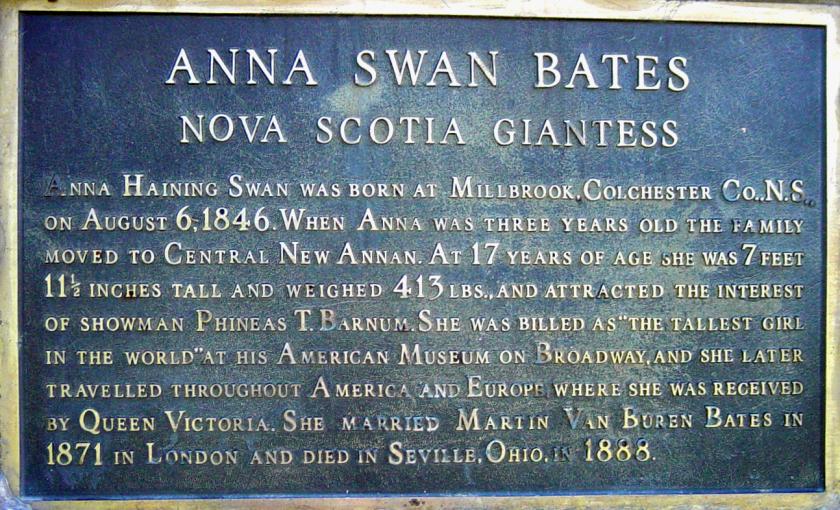 ANNA SWAN BATES
NOVA SCOTIA GIANTESS
ANNA HAINING SWAN WAS BORN AT MILLBROOK, COLCHESTER CO., N.S.,
ON AUGUST 6, 1846. WHEN ANNA WAS THREE YEARS OLD THE FAMILY
MOVED TO CENTRAL NEW ANNAN. AT 17 YEARS OF AGE SHE WAS 7 FEET
11½ INCHES TALL AND WEIGHED 413 LBS., AND ATTRACTED THE INTEREST
OF SHOWMAN PHINEAS T. BARNUM. SHE WAS BILLED AS "THE TALLEST GIRL
IN THE WORLD" AT HIS AMERICAN MUSEUM ON BROADWAY, AND SHE LATER
TRAVELLED THROUGHOUT AMERICA AND EUROPE WHERE SHE WAS RECEIVED
BY QUEEN VICTORIA. SHE MARRIED MARTIN VAN BUREN BATES IN
1871 IN LONDON AND DIED IN SEVILLE, OHIO, IN 1888.